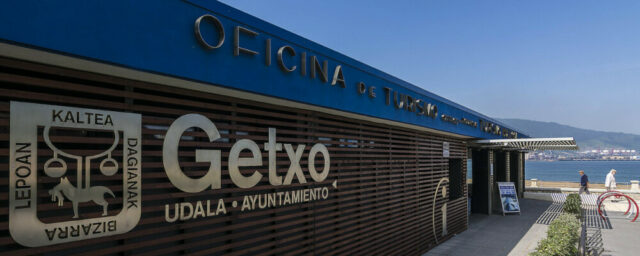 OFICINA DE TURISMO
KALTEA
LEPOAN
DAGIANAK
BIZARRA
Getxo
UDALA • AYUNTAMIENTO
i